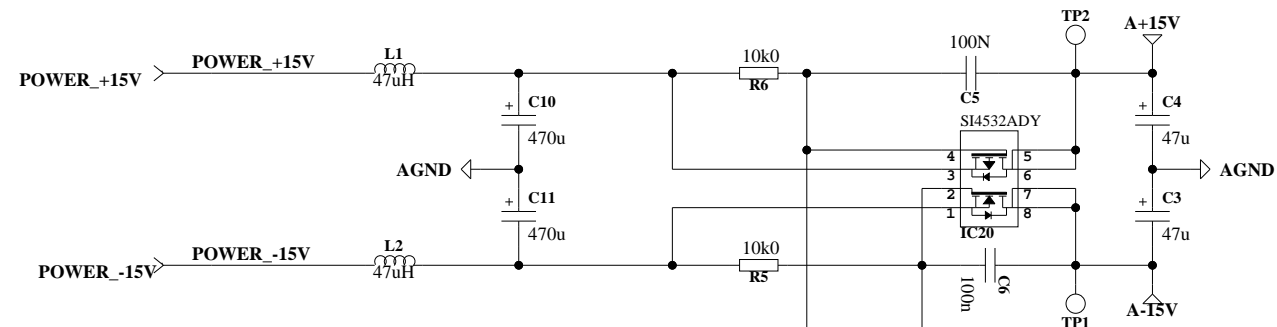 TP2
A+15V
100N
L1
10k0
POWER_+15V
POWER_+15V
47uH
R6
C5
C10
C4
SI4532ADY
470u
47u
4
5
AGND
3
6
AGND
2
7
C11
C3
1
8
470u
IC20
47u
L2
10k0
POWER_-15V
POWER_-15V
47uH
R5
100n
C6
A-15V
TP1